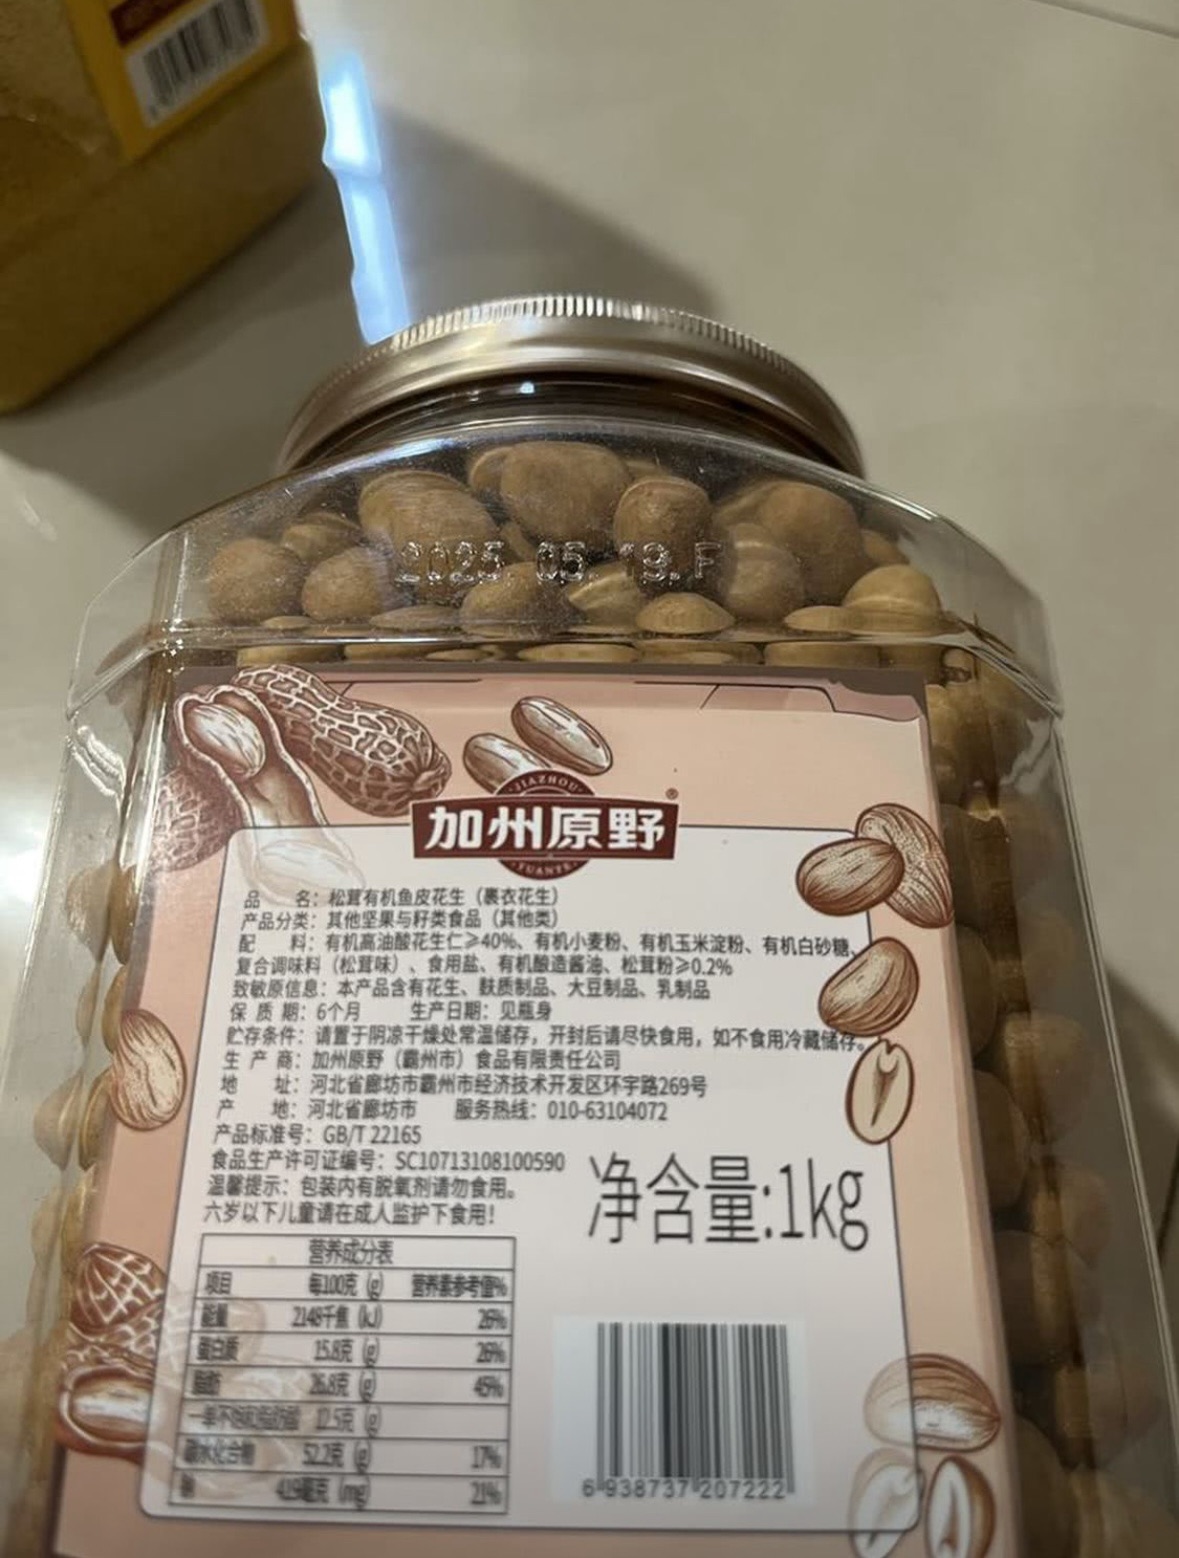 2025.05.19.F
JIAZHOU
加州原野
®
YUANYE
品 名：松茸有机鱼皮花生（裹衣花生）
产品分类：其他坚果与籽类食品（其他类）
配 料：有机高油酸花生仁≥40%、有机小麦粉、有机玉米淀粉、有机白砂糖、
复合调味料（松茸味）、食用盐、有机酿造酱油、松茸粉≥0.2%
致敏原信息：本产品含有花生、麸质制品、大豆制品、乳制品
保 质 期：6个月 生产日期：见瓶身
贮存条件：请置于阴凉干燥处常温储存，开封后请尽快食用，如不食用冷藏储存。
生 产 商：加州原野（霸州市）食品有限责任公司
地 址：河北省廊坊市霸州市经济技术开发区环宇路269号
产 地：河北省廊坊市 服务热线：010-63104072
产品标准号：GB/T 22165
食品生产许可证编号：SC10713108100590
温馨提示：包装内有脱氧剂请勿食用。
六岁以下儿童请在成人监护下食用！
净含量:1kg
营养成分表
项目 每100克（g） 营养素参考值%
能量 2148千焦（kJ） 26%
蛋白质 15.8克（g） 26%
脂肪 26.8克（g） 45%
—单不饱和脂肪酸 12.5克（g）
碳水化合物 52.2克（g） 17%
钠 419毫克（mg） 21%
6 938737 207222